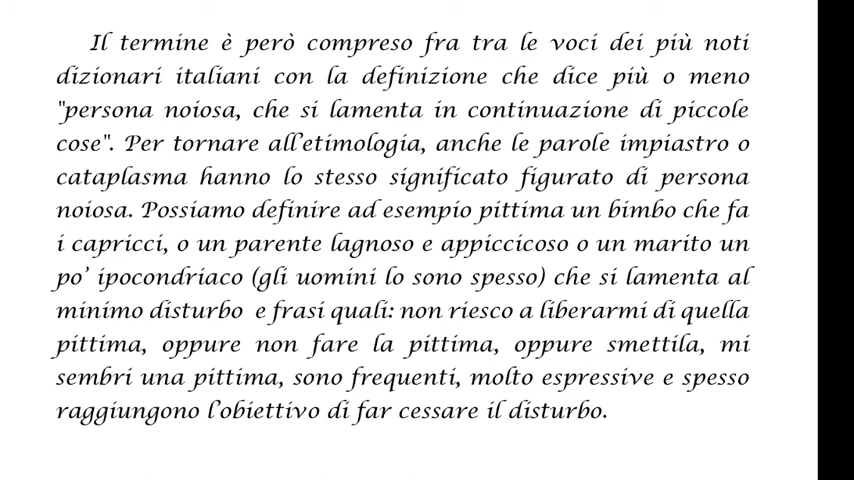 Il termine è però compreso fra tra le voci dei più noti
dizionari italiani con la definizione che dice più o meno
"persona noiosa, che si lamenta in continuazione di piccole
cose". Per tornare all'etimologia, anche le parole impiastro o
cataplasma hanno lo stesso significato figurato di persona
noiosa. Possiamo definire ad esempio pittima un bimbo che fa
i capricci, o un parente lagnoso e appiccicoso o un marito un
po' ipocondriaco (gli uomini lo sono spesso) che si lamenta al
minimo disturbo e frasi quali: non riesco a liberarmi di quella
pittima, oppure non fare la pittima, oppure smettila, mi
sembri una pittima, sono frequenti, molto espressive e spesso
raggiungono l'obiettivo di far cessare il disturbo.